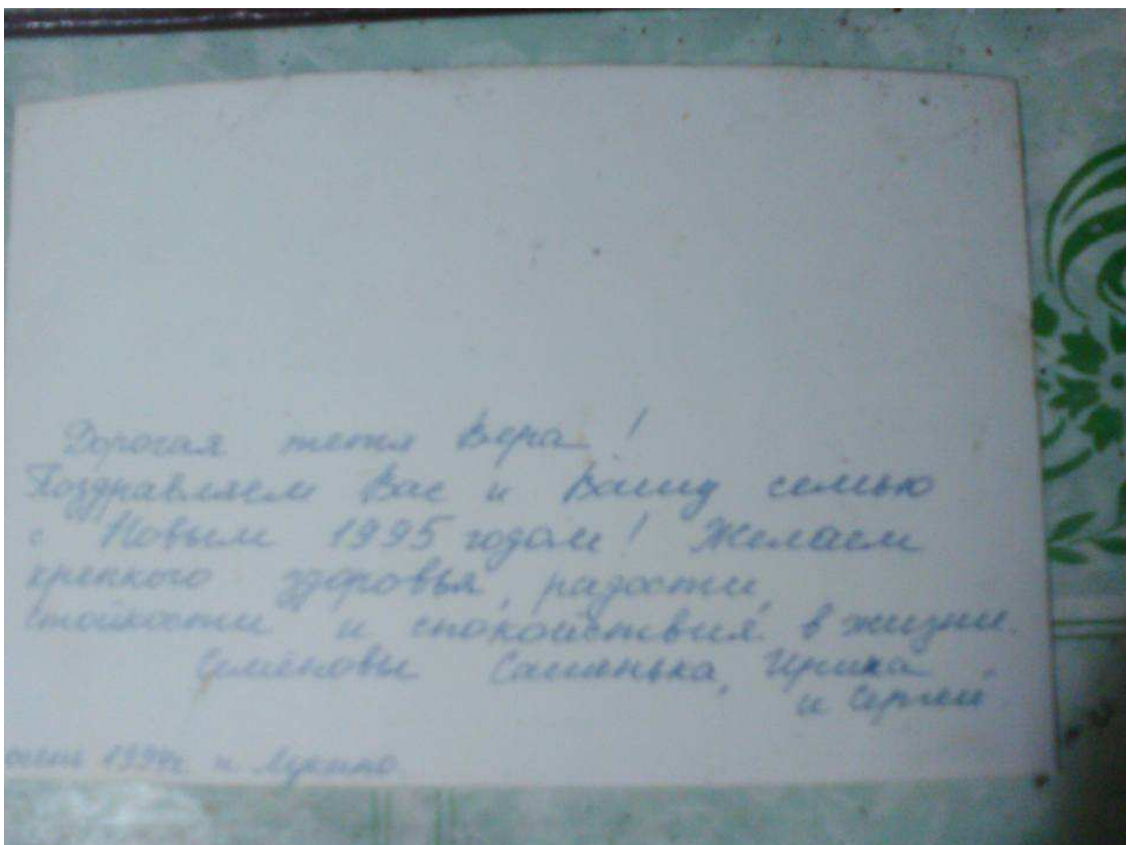 Дорогая тетя Вера!
Поздравляем Вас и Вашу семью
с Новым 1995 годом! Желаем
крепкого здоровья, радости,
стойкости и спокойствия в жизни.
Семёновы Сашенька, Ирина
и Сергей.
1994г. п. Лукино